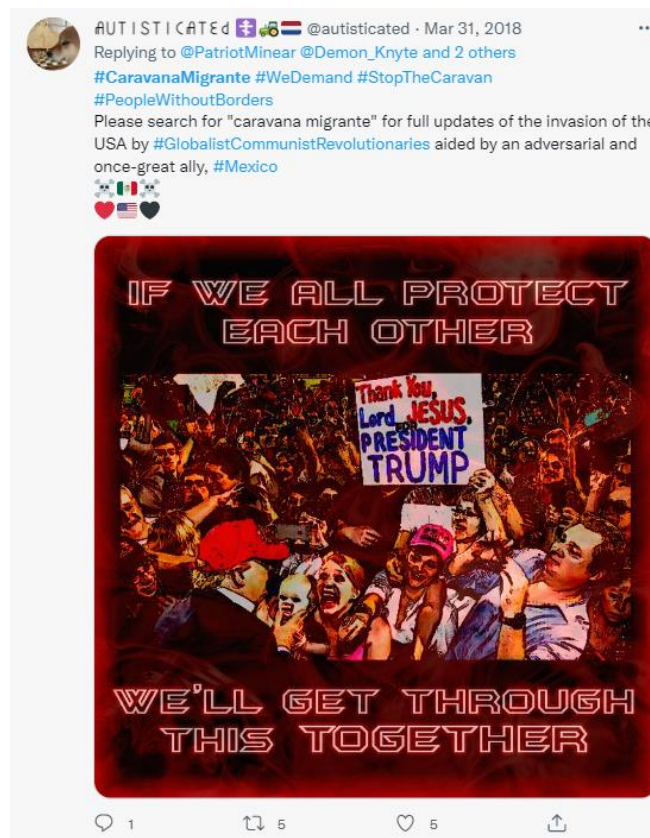 AUTISTICATEd @autisticated · Mar 31, 2018
Replying to @PatriotMinear @Demon_Knyte and 2 others
#CaravanaMigrante #WeDemand #StopTheCaravan
#PeopleWithoutBorders
Please search for "caravana migrante" for full updates of the invasion of the
USA by #GlobalistCommunistRevolutionaries aided by an adversarial and
once-great ally, #Mexico
IF WE ALL PROTECT
EACH OTHER
Thank You,
Lord JESUS,
FOR
PRESIDENT
TRUMP
WE'LL GET THROUGH
THIS TOGETHER
1 5 5